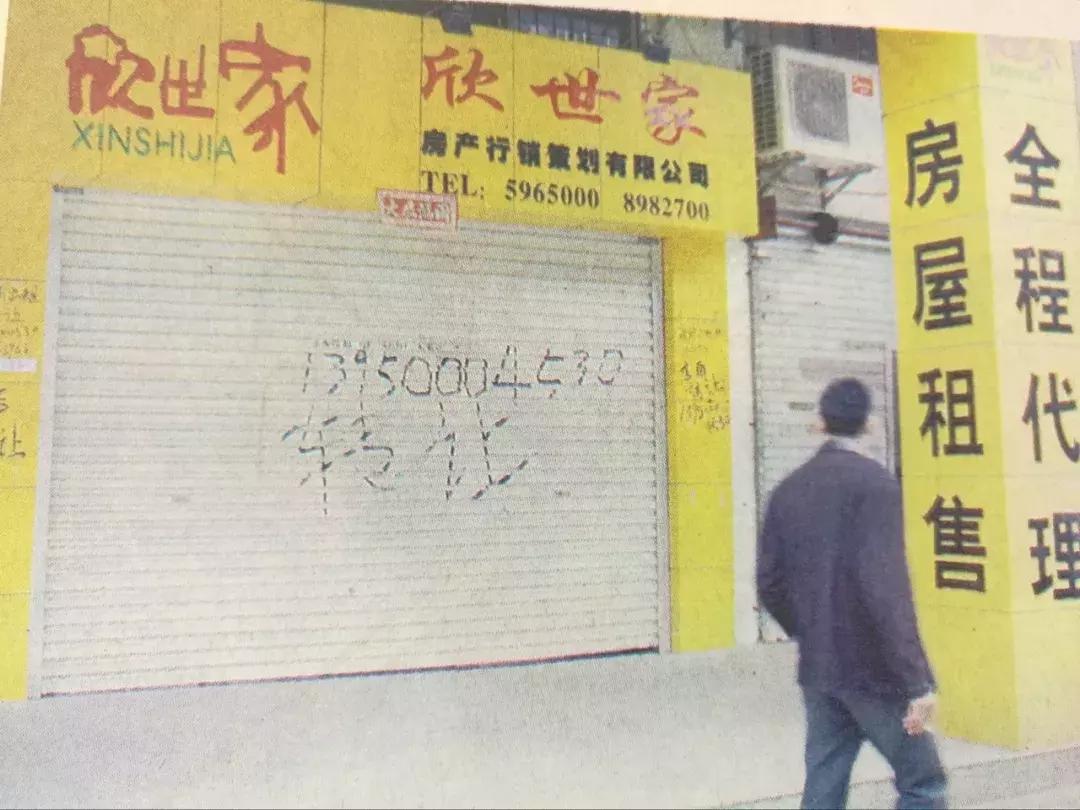 欣世家
XINSHIJIA
欣世家
房产行销策划有限公司
TEL: 5965000 8982700
13950004530
转让
让
房屋租售
全程代理